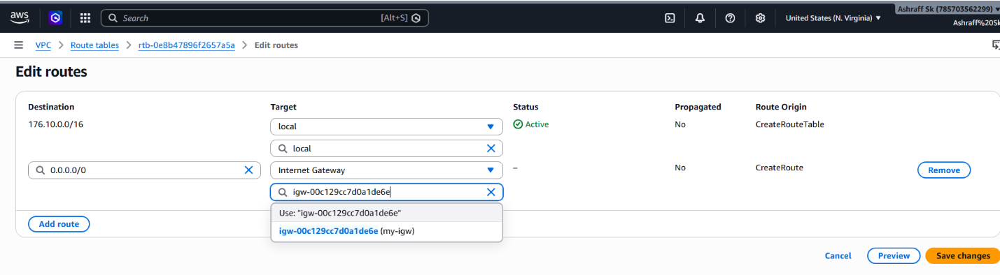 aws
Search [Alt+S]
United States (N. Virginia)
Ashraff Sk (785703562299)
Ashraff%20Sk
VPC > Route tables > rtb-0e8b47896f2657a5a > Edit routes
Edit routes
Destination Target Status Propagated Route Origin
176.10.0.0/16 local Active No CreateRouteTable
local
0.0.0.0/0 Internet Gateway – No CreateRoute Remove
igw-00c129cc7d0a1de6e
Use: "igw-00c129cc7d0a1de6e"
igw-00c129cc7d0a1de6e (my-igw)
Add route
Cancel Preview Save changes